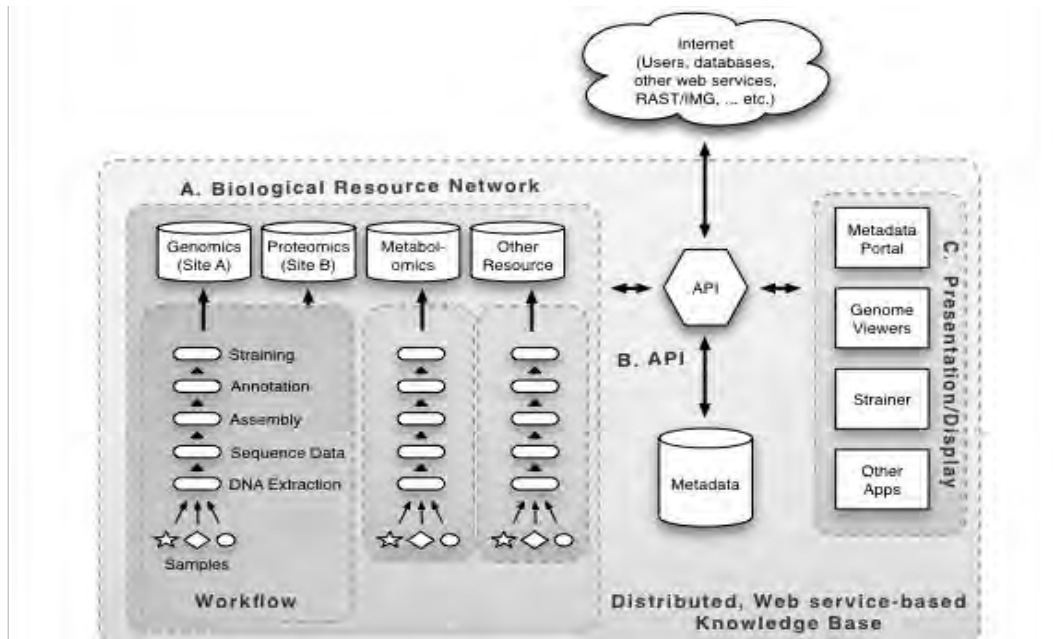 Internet
(Users, databases,
other web services,
RAST/IMG, ... etc.)
A. Biological Resource Network
Genomics
(Site A)
Proteomics
(Site B)
Metabol-
omics
Other
Resource
Straining
Annotation
Assembly
Sequence Data
DNA Extraction
Samples
Workflow
API
B. API
Metadata
Metadata
Portal
Genome
Viewers
Strainer
Other
Apps
C. Presentation/Display
Distributed, Web service-based
Knowledge Base